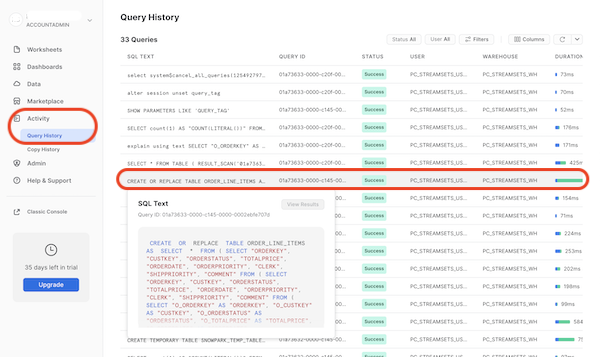 ACCOUNTADMIN
Worksheets
Dashboards
Data
Marketplace
Activity
Query History
Copy History
Admin
Help & Support
Classic Console
35 days left in trial
Upgrade
Query History
33 Queries
Status All
User All
Filters
Columns
SQL TEXT QUERY ID STATUS USER WAREHOUSE DURATION
select system$cancel_all_queries(125492797... 01a73633-0000-c20f-00... Success PC_STREAMSETS_US... PC_STREAMSETS_WH 73ms
alter session unset query_tag 01a73633-0000-c20f-00... Success PC_STREAMSETS_US... PC_STREAMSETS_WH 70ms
SHOW PARAMETERS LIKE 'QUERY_TAG' 01a73633-0000-c145-00... Success PC_STREAMSETS_US... PC_STREAMSETS_WH 52ms
select count(1) AS "COUNT(LITERAL())" FROM... 01a73633-0000-c20f-00... Success PC_STREAMSETS_US... PC_STREAMSETS_WH 176ms
explain using text SELECT "O_ORDERKEY" A... 01a73633-0000-c20f-00... Success PC_STREAMSETS_US... PC_STREAMSETS_WH 171ms
SELECT * FROM TABLE ( RESULT_SCAN('01a7363... 01a73633-0000-c20f-00... Success PC_STREAMSETS_US... PC_STREAMSETS_WH 425m
CREATE OR REPLACE TABLE ORDER_LINE_ITEMS A... 01a73633-0000-c145-00... Success PC_STREAMSETS_US... PC_STREAMSETS_WH
Success PC_STREAMSETS_US... PC_STREAMSETS_WH 154ms
Success PC_STREAMSETS_US... PC_STREAMSETS_WH 71ms
Success PC_STREAMSETS_US... PC_STREAMSETS_WH 224ms
Success PC_STREAMSETS_US... PC_STREAMSETS_WH 253ms
Success PC_STREAMSETS_US... PC_STREAMSETS_WH 202ms
Success PC_STREAMSETS_US... PC_STREAMSETS_WH 198ms
Success PC_STREAMSETS_US... PC_STREAMSETS_WH 99ms
Success PC_STREAMSETS_US... PC_STREAMSETS_WH 584
CREATE TEMPORARY TABLE SNOWPARK_TEMP_TABLE... Success PC_STREAMSETS_US... PC_STREAMSETS_WH
Success PC_STREAMSETS_US... PC_STREAMSETS_WH
SQL Text
View Results
Query ID: 01a73633-0000-c145-0000-0002ebfe707d
CREATE OR REPLACE TABLE ORDER_LINE_ITEMS
AS SELECT * FROM ( SELECT "ORDERKEY",
"CUSTKEY", "ORDERSTATUS", "TOTALPRICE",
"ORDERDATE", "ORDERPRIORITY", "CLERK",
"SHIPPRIORITY", "COMMENT" FROM ( SELECT
"ORDERKEY", "CUSTKEY", "ORDERSTATUS",
"TOTALPRICE", "ORDERDATE", "ORDERPRIORITY",
"CLERK", "SHIPPRIORITY", "COMMENT" FROM (
SELECT "O_ORDERKEY" AS "ORDERKEY", "O_CUSTKEY"
AS "CUSTKEY", "O_ORDERSTATUS" AS
"ORDERSTATUS", "O_TOTALPRICE" AS "TOTALPRICE",